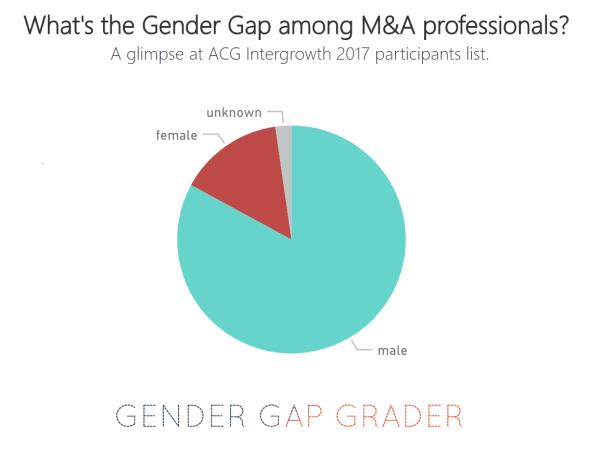 What's the Gender Gap among M&A professionals?
A glimpse at ACG Intergrowth 2017 participants list.
unknown
female
male
GENDER GAP GRADER